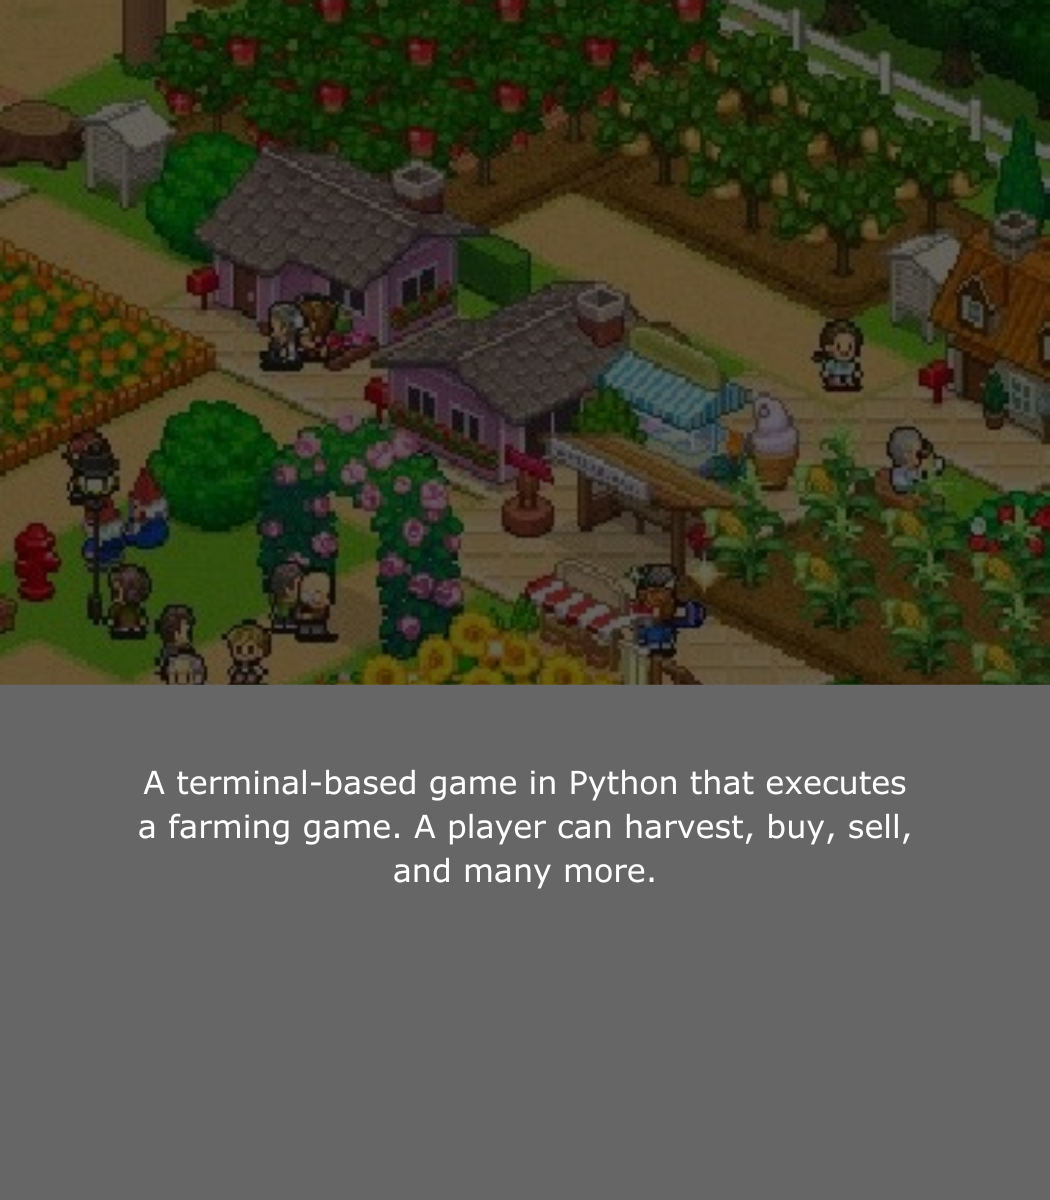 A terminal-based game in Python that executes
a farming game. A player can harvest, buy, sell,
and many more.